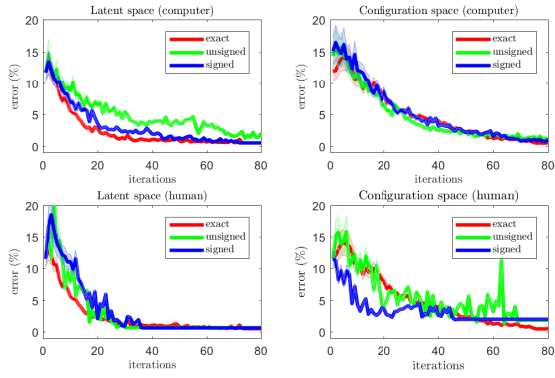 Latent space (computer)
20
15
10
5
0
error (%)
exact
unsigned
signed
0 20 40 60 80
iterations
Configuration space (computer)
20
15
10
5
0
error (%)
exact
unsigned
signed
0 20 40 60 80
iterations
Latent space (human)
20
15
10
5
0
error (%)
exact
unsigned
signed
0 20 40 60 80
iterations
Configuration space (human)
20
15
10
5
0
error (%)
exact
unsigned
signed
0 20 40 60 80
iterations